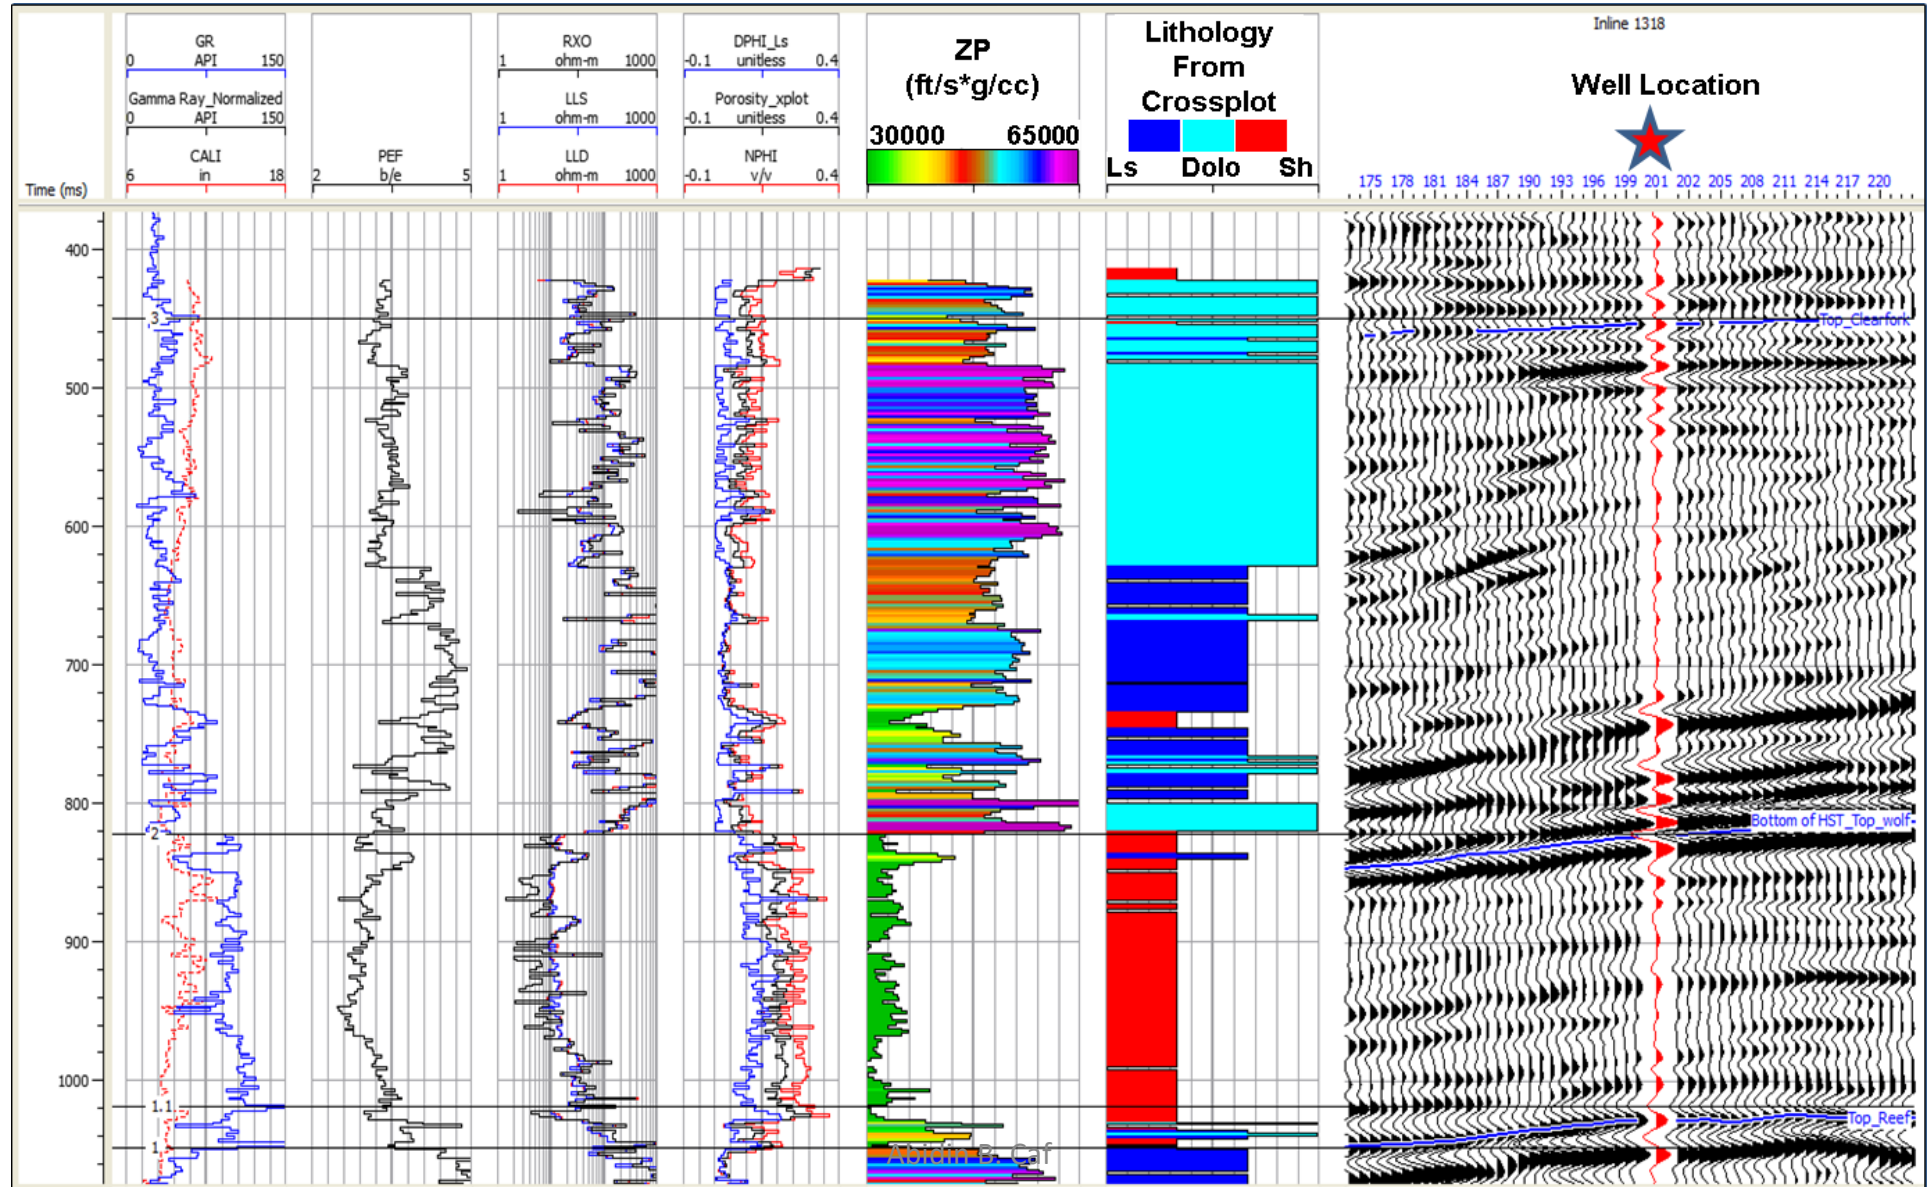 Inline 1318
GR
0 API 150
Gamma Ray_Normalized
0 API 150
CALI
6 in 18
PEF
2 b/e 5
RXO
1 ohm-m 1000
LLS
1 ohm-m 1000
LLD
1 ohm-m 1000
DPHI_Ls
-0.1 unitless 0.4
Porosity_xplot
-0.1 unitless 0.4
NPHI
-0.1 v/v 0.4
ZP
(ft/s*g/cc)
30000 65000
Lithology
From
Crossplot
Ls Dolo Sh
Well Location
Time (ms)
175 178 181 184 187 190 193 196 199 201 202 205 208 211 214 217 220
400
3
Top_Clearfork
500
600
700
800
2
Bottom of HST_Top_wolf
900
1000
1.1
Top_Reef
1
Abidin B. Caf